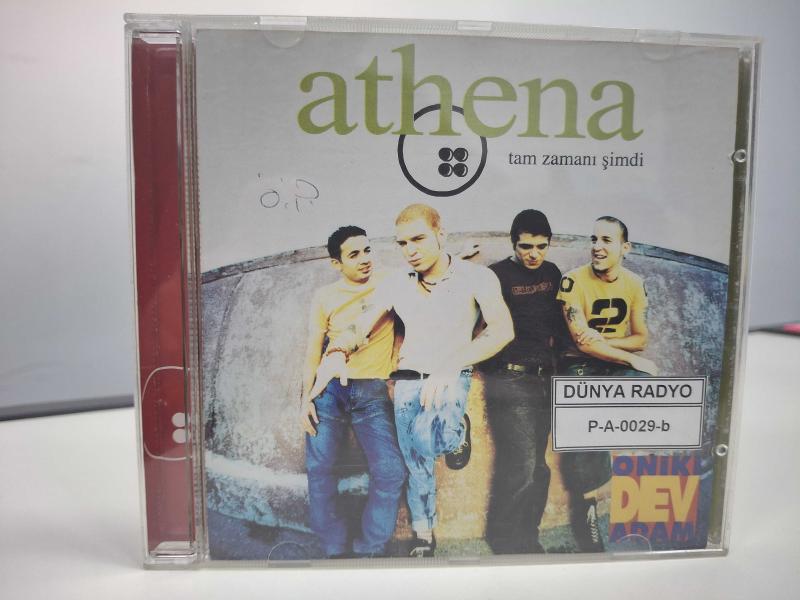 athena
tam zamanı şimdi
DÜNYA RADYO
P-A-0029-b
ONİKİ
DEV
ADAM